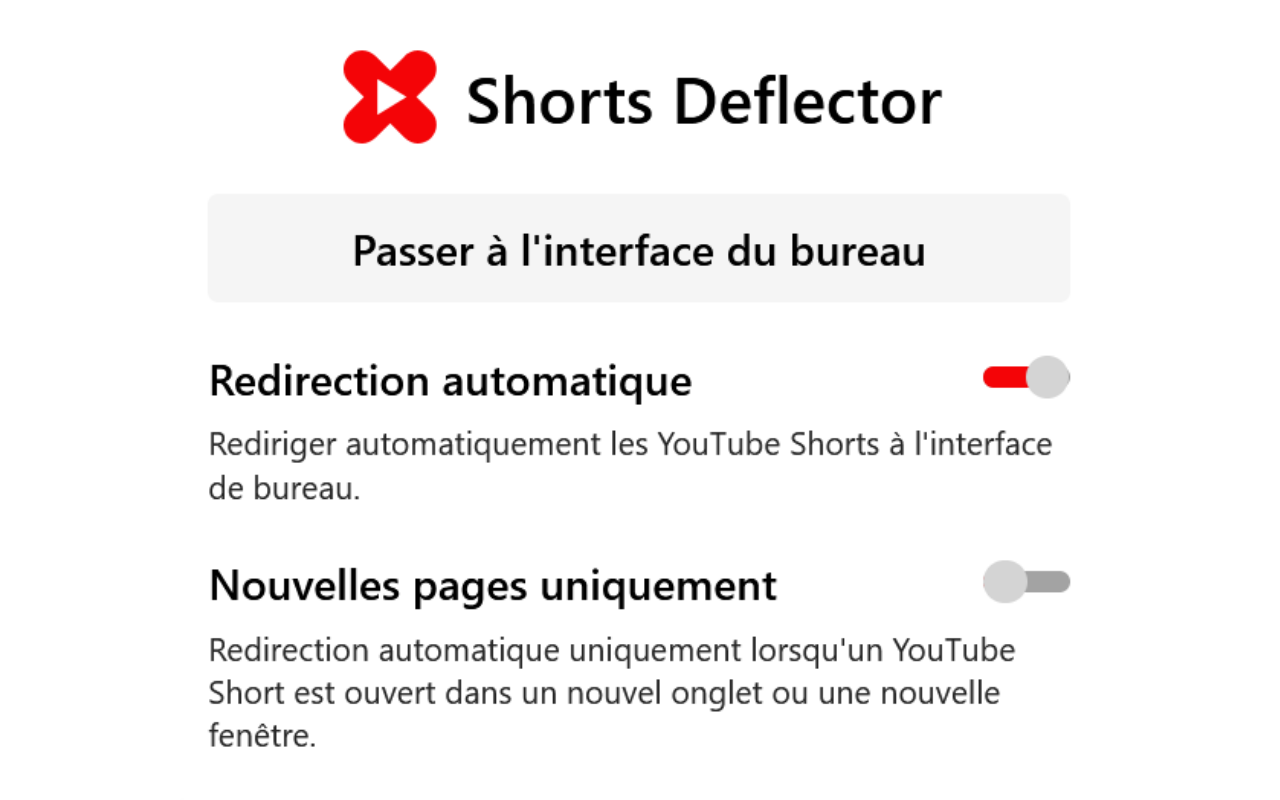 Shorts Deflector
Passer à l'interface du bureau
Redirection automatique
Rediriger automatiquement les YouTube Shorts à l'interface
de bureau.
Nouvelles pages uniquement
Redirection automatique uniquement lorsqu'un YouTube
Short est ouvert dans un nouvel onglet ou une nouvelle
fenêtre.